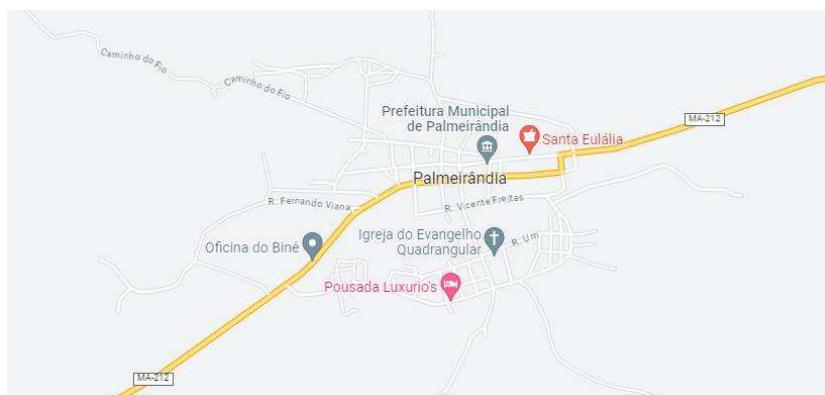 Caminho do Fio
Caminho do Fio
Prefeitura Municipal
de Palmeirândia
MA-212
Santa Eulália
Palmeirândia
R. Fernando Viana
R. Vicente Freitas
Igreja do Evangelho
Quadrangular
R. Um
Oficina do Biné
Pousada Luxurio's
MA-212